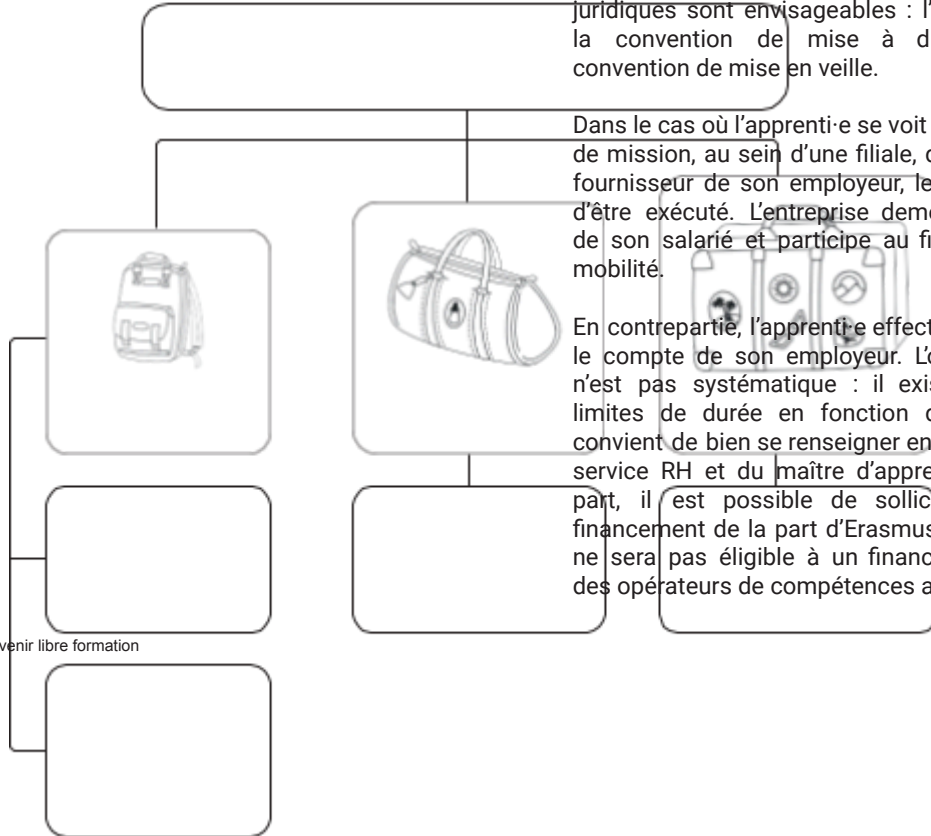 juridiques sont envisageables : l'
la convention de mise à d
convention de mise en veille.
Dans le cas où l'apprenti·e se voit
de mission, au sein d'une filiale,
fournisseur de son employeur, le
d'être exécuté. L'entreprise deme
de son salarié et participe au fi
mobilité.
En contrepartie, l'apprenti·e effect
le compte de son employeur. L'
n'est pas systématique : il exis
limites de durée en fonction
convient de bien se renseigner en
service RH et du maître d'appre
part, il est possible de sollic
financement de la part d'Erasmus
ne sera pas éligible à un financ
des opérateurs de compétences a
venir libre formation